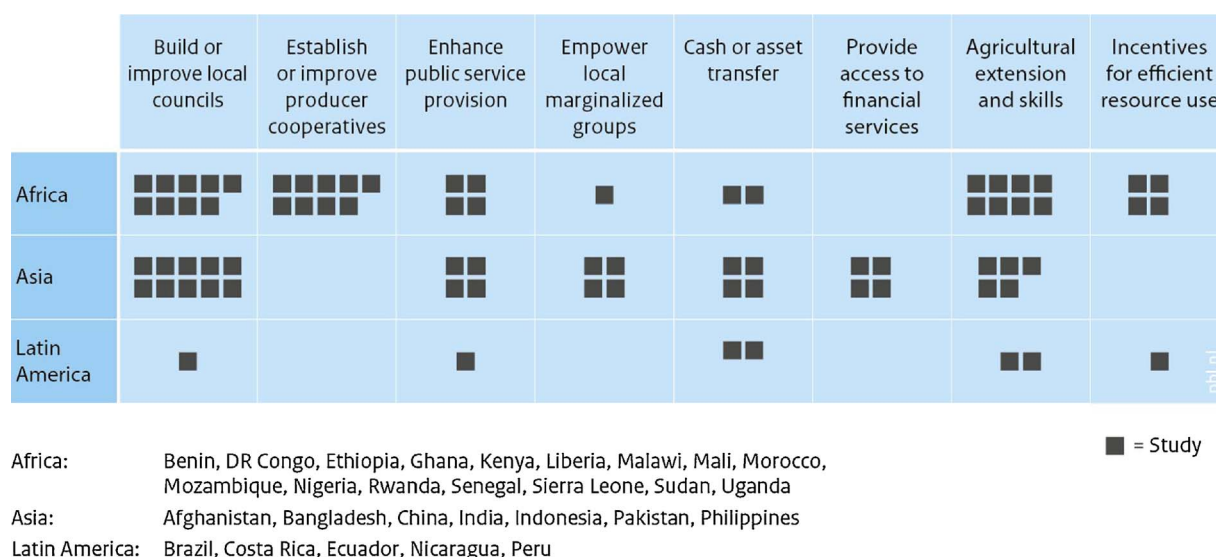 Build or
improve local
councils
Establish
or improve
producer
cooperatives
Enhance
public service
provision
Empower
local
marginalized
groups
Cash or asset
transfer
Provide
access to
financial
services
Agricultural
extension
and skills
Incentives
for efficient
resource use
Africa
Asia
Latin
America
pbl.nl
= Study
Africa: Benin, DR Congo, Ethiopia, Ghana, Kenya, Liberia, Malawi, Mali, Morocco,
Mozambique, Nigeria, Rwanda, Senegal, Sierra Leone, Sudan, Uganda
Asia: Afghanistan, Bangladesh, China, India, Indonesia, Pakistan, Philippines
Latin America: Brazil, Costa Rica, Ecuador, Nicaragua, Peru